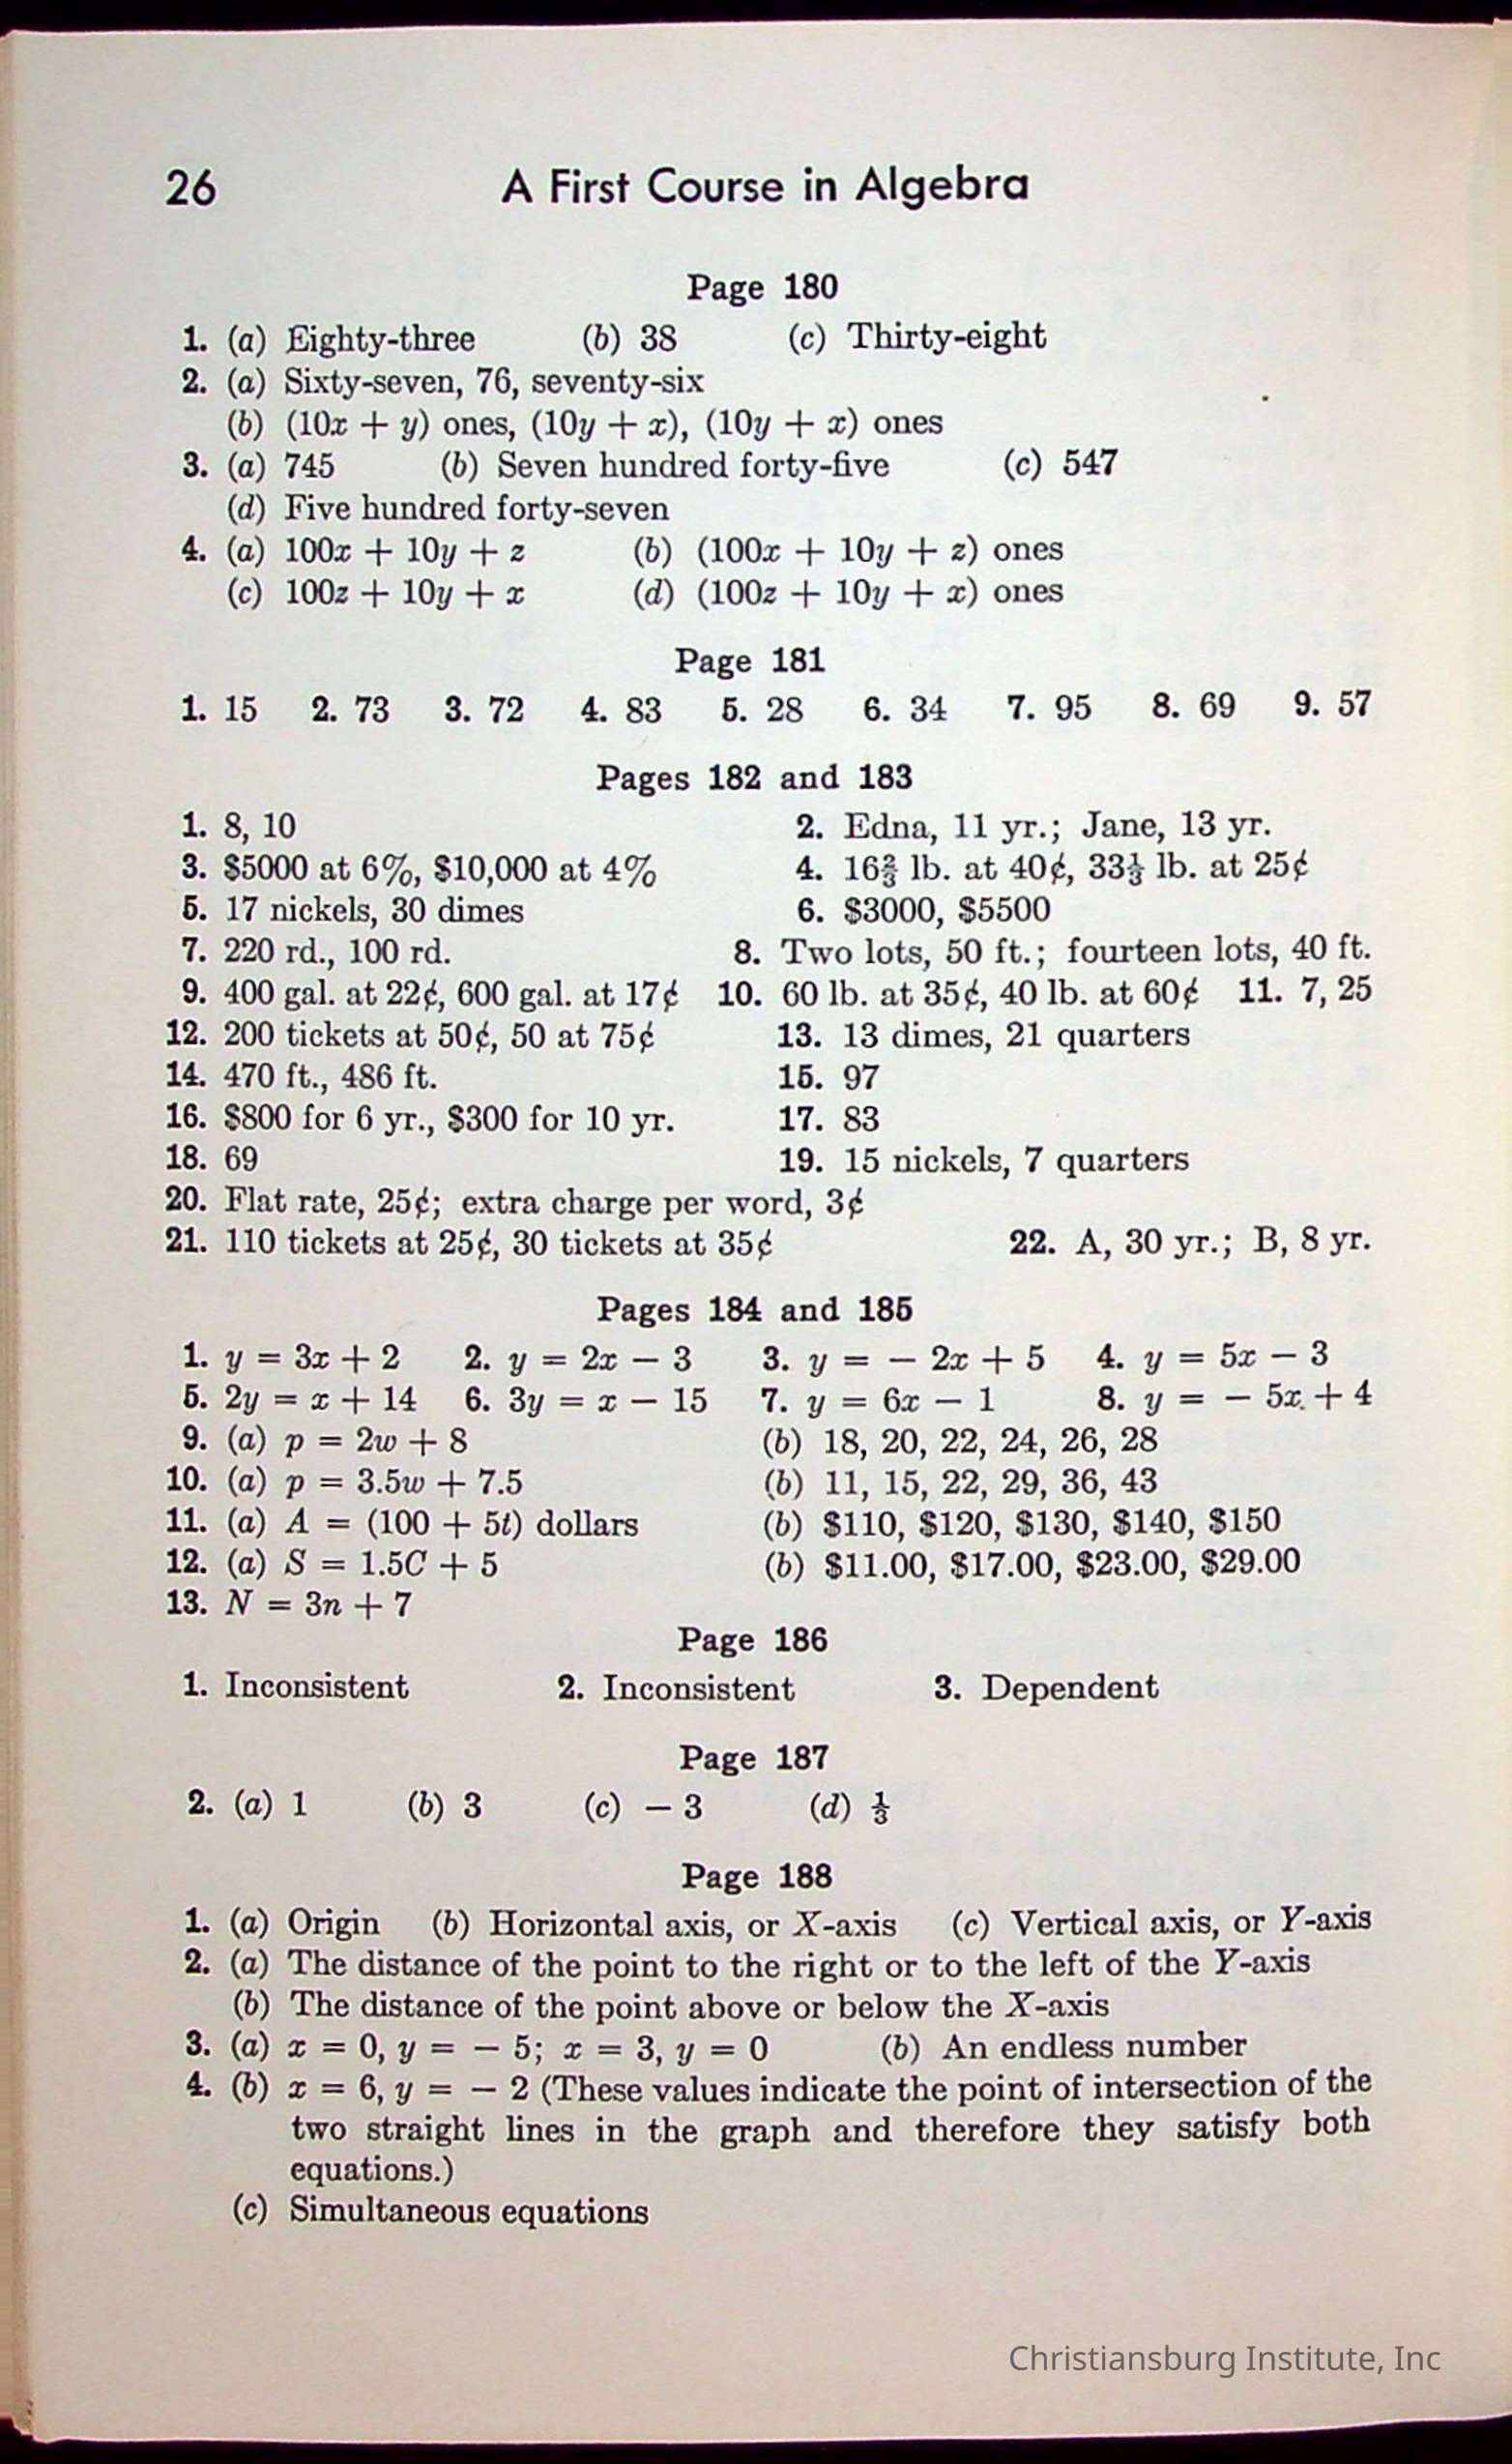 26 A First Course in Algebra
Page 180
1. (a) Eighty-three (b) 38 (c) Thirty-eight
2. (a) Sixty-seven, 76, seventy-six
(b) (10x + y) ones, (10y + x), (10y + x) ones
3. (a) 745 (b) Seven hundred forty-five (c) 547
(d) Five hundred forty-seven
4. (a) 100x + 10y + z (b) (100x + 10y + z) ones
(c) 100z + 10y + x (d) (100z + 10y + x) ones
Page 181
1. 15 2. 73 3. 72 4. 83 5. 28 6. 34 7. 95 8. 69 9. 57
Pages 182 and 183
1. 8, 10 2. Edna, 11 yr.; Jane, 13 yr.
3. $5000 at 6%, $10,000 at 4% 4. 16⅔ lb. at 40¢, 33⅓ lb. at 25¢
5. 17 nickels, 30 dimes 6. $3000, $5500
7. 220 rd., 100 rd. 8. Two lots, 50 ft.; fourteen lots, 40 ft.
9. 400 gal. at 22¢, 600 gal. at 17¢ 10. 60 lb. at 35¢, 40 lb. at 60¢ 11. 7, 25
12. 200 tickets at 50¢, 50 at 75¢ 13. 13 dimes, 21 quarters
14. 470 ft., 486 ft. 15. 97
16. $800 for 6 yr., $300 for 10 yr. 17. 83
18. 69 19. 15 nickels, 7 quarters
20. Flat rate, 25¢; extra charge per word, 3¢
21. 110 tickets at 25¢, 30 tickets at 35¢ 22. A, 30 yr.; B, 8 yr.
Pages 184 and 185
1. y = 3x + 2 2. y = 2x − 3 3. y = − 2x + 5 4. y = 5x − 3
5. 2y = x + 14 6. 3y = x − 15 7. y = 6x − 1 8. y = − 5x + 4
9. (a) p = 2w + 8 (b) 18, 20, 22, 24, 26, 28
10. (a) p = 3.5w + 7.5 (b) 11, 15, 22, 29, 36, 43
11. (a) A = (100 + 5t) dollars (b) $110, $120, $130, $140, $150
12. (a) S = 1.5C + 5 (b) $11.00, $17.00, $23.00, $29.00
13. N = 3n + 7
Page 186
1. Inconsistent 2. Inconsistent 3. Dependent
Page 187
2. (a) 1 (b) 3 (c) − 3 (d) ⅓
Page 188
1. (a) Origin (b) Horizontal axis, or X-axis (c) Vertical axis, or Y-axis
2. (a) The distance of the point to the right or to the left of the Y-axis
(b) The distance of the point above or below the X-axis
3. (a) x = 0, y = − 5; x = 3, y = 0 (b) An endless number
4. (b) x = 6, y = − 2 (These values indicate the point of intersection of the
two straight lines in the graph and therefore they satisfy both
equations.)
(c) Simultaneous equations
Christiansburg Institute, Inc